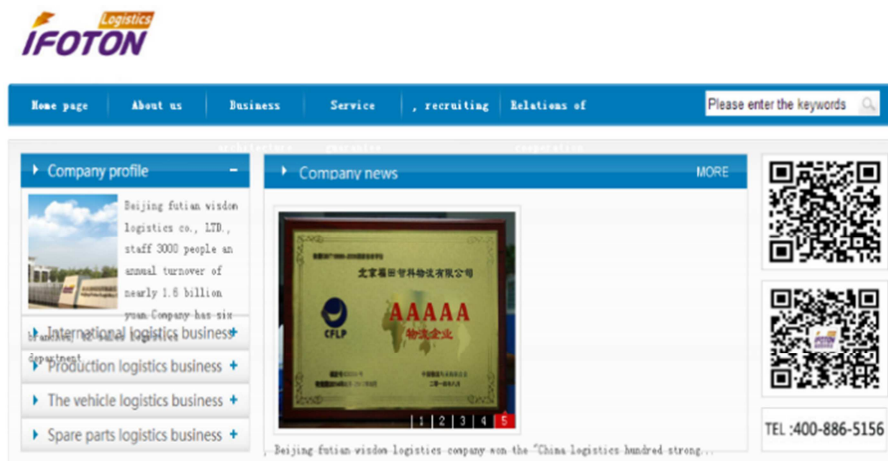 Logistics
iFOTON
Home page About us Business Service , recruiting Relations of
Please enter the keywords
Company profile
Beijing futian wisdom
logistics co., LTD.,
staff 3000 people an
annual turnover of
nearly 1.6 billion
yuan.Company has six
International logistics business
department
Production logistics business
The vehicle logistics business
Spare parts logistics business
Company news MORE
北京福田智科物流有限公司
AAAAA
CFLP
物流企业
1 2 3 4 5
, Beijing futian wisdom logistics company won the "China logistics hundred strong...
TEL :400-886-5156